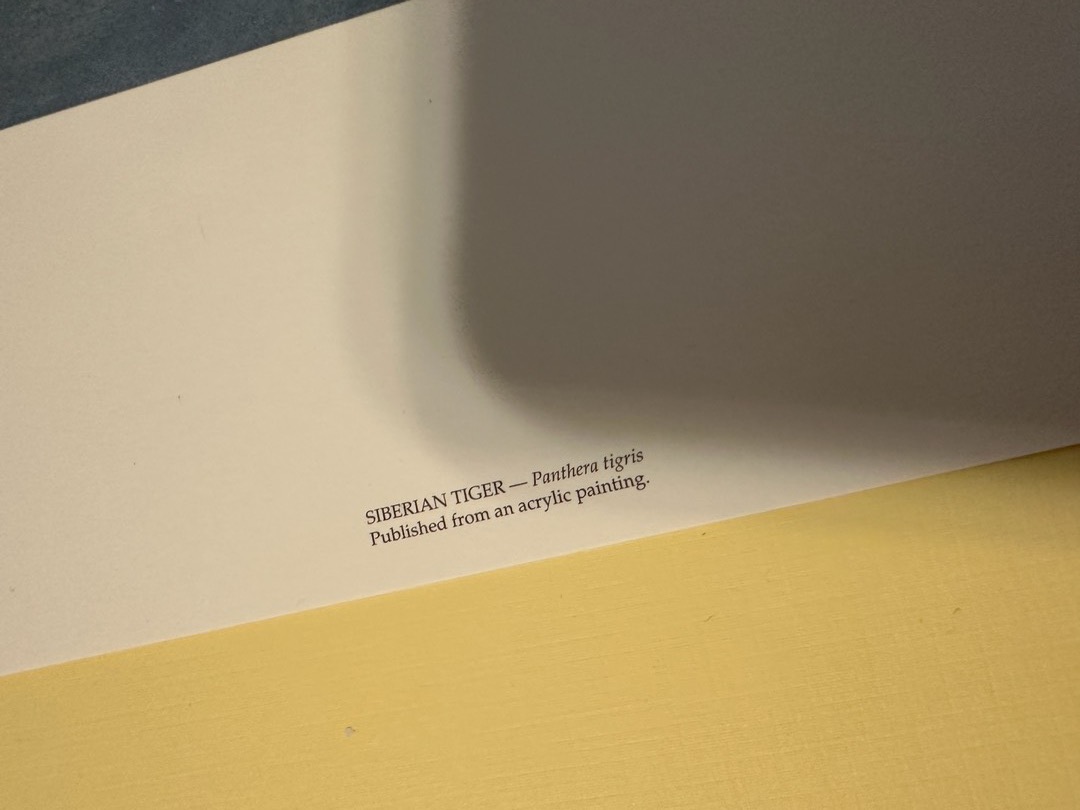 SIBERIAN TIGER — Panthera tigris
Published from an acrylic painting.